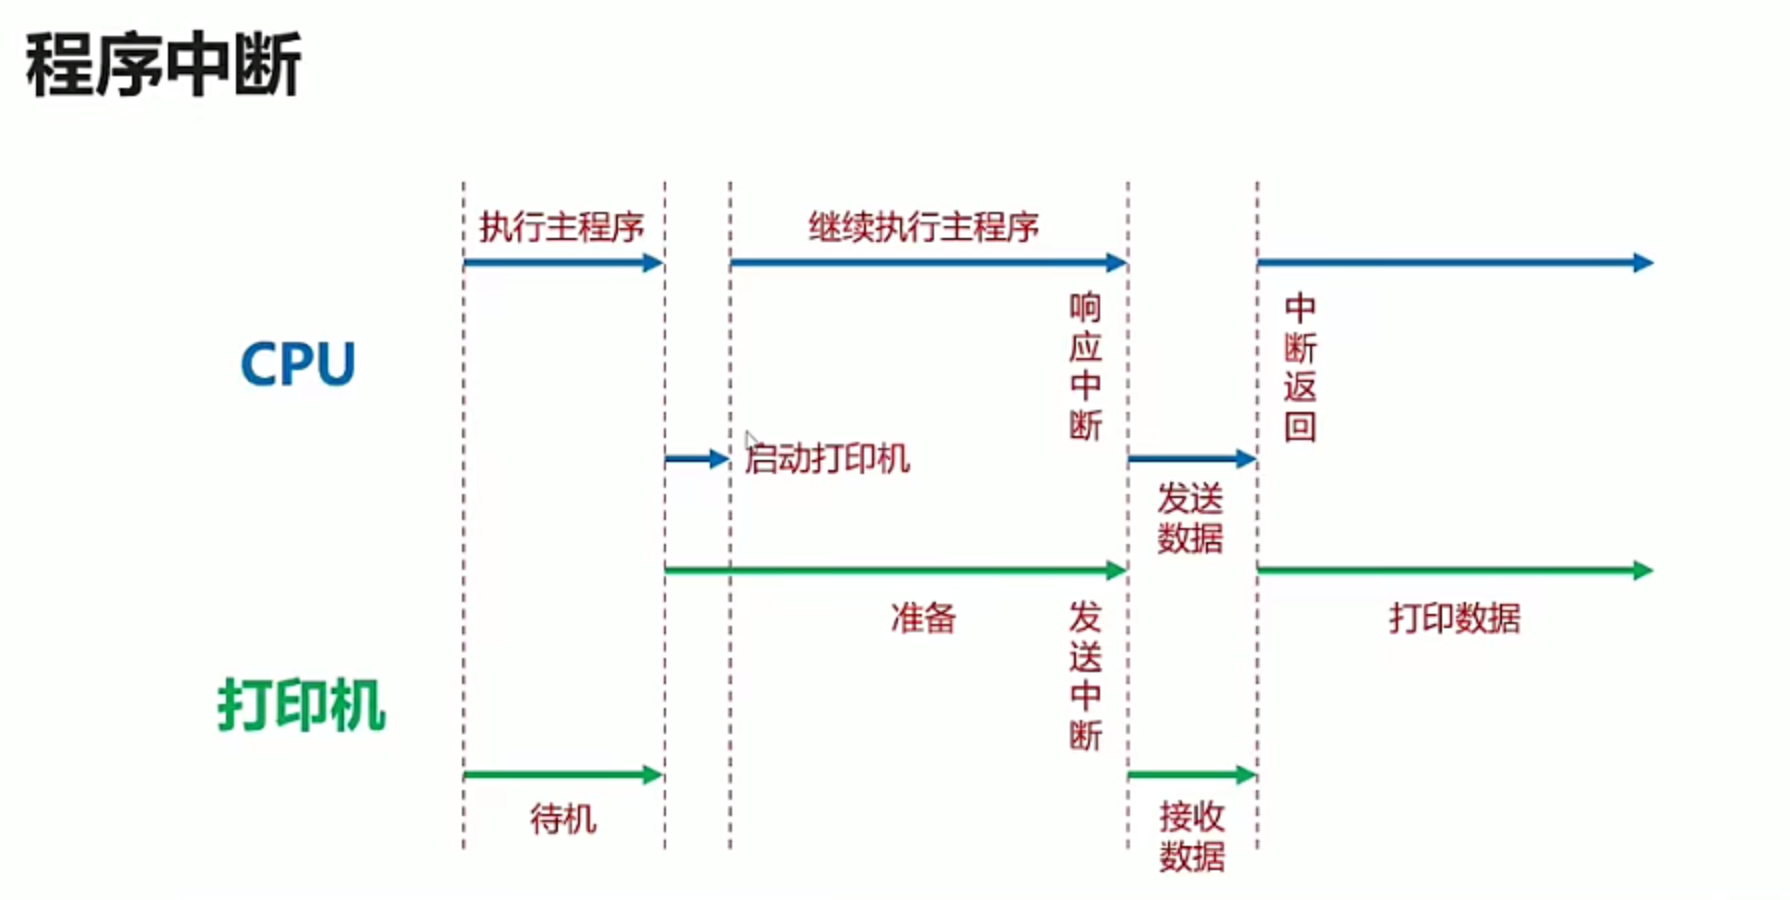 程序中断
执行主程序
继续执行主程序
响应中断
中断返回
CPU
启动打印机
发送
数据
准备
发送中断
打印数据
打印机
待机
接收
数据